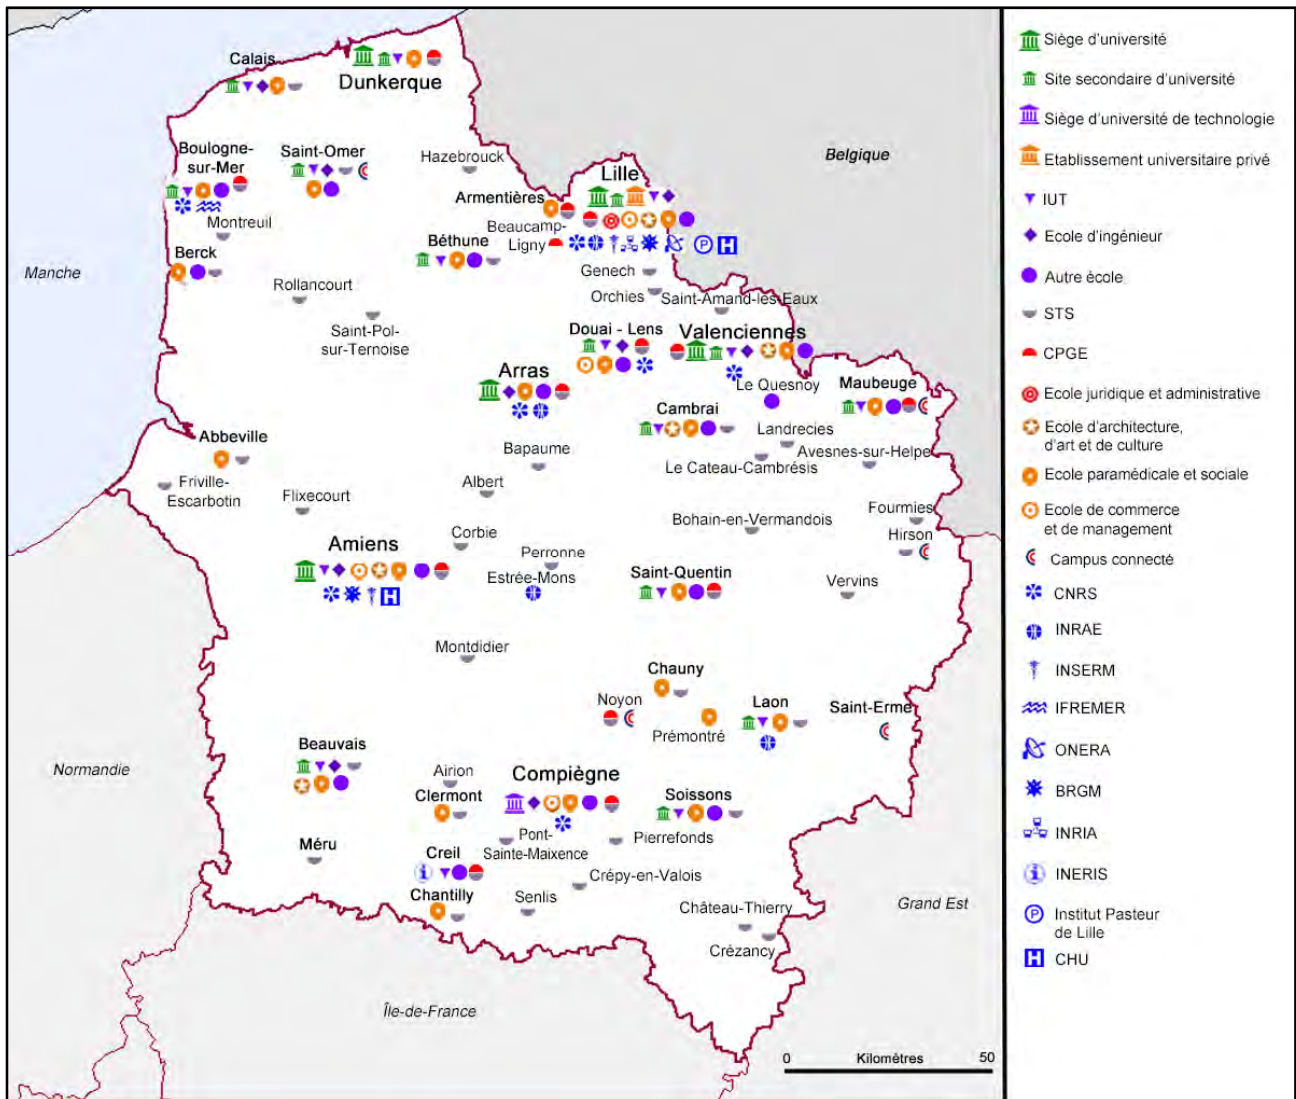 Calais
Dunkerque
Boulogne-
sur-Mer
Saint-Omer
Hazebrouck
Lille
Belgique
Armentières
Montreuil
Beaucamp-
Ligny
Berck
Béthune
Manche
Genech
Rollancourt
Orchies
Saint-Amand-les-Eaux
Saint-Pol-
sur-Ternoise
Douai - Lens
Valenciennes
Arras
Le Quesnoy
Maubeuge
Cambrai
Abbeville
Landrecies
Bapaume
Avesnes-sur-Helpe
Le Cateau-Cambrésis
Friville-
Escarbotin
Flixecourt
Albert
Fourmies
Bohain-en-Vermandois
Corbie
Hirson
Amiens
Perronne
Estrée-Mons
Saint-Quentin
Vervins
Montdidier
Chauny
Noyon
Laon
Saint-Erme
Prémontré
Beauvais
Normandie
Airion
Compiègne
Clermont
Soissons
Pont-
Sainte-Maixence
Pierrefonds
Méru
Creil
Crépy-en-Valois
Chantilly
Senlis
Château-Thierry
Grand Est
Crézancy
Île-de-France
0 Kilomètres 50
Siège d'université
Site secondaire d'université
Siège d'université de technologie
Etablissement universitaire privé
IUT
Ecole d'ingénieur
Autre école
STS
CPGE
Ecole juridique et administrative
Ecole d'architecture,
d'art et de culture
Ecole paramédicale et sociale
Ecole de commerce
et de management
Campus connecté
CNRS
INRAE
INSERM
IFREMER
ONERA
BRGM
INRIA
INERIS
P Institut Pasteur
de Lille
H CHU